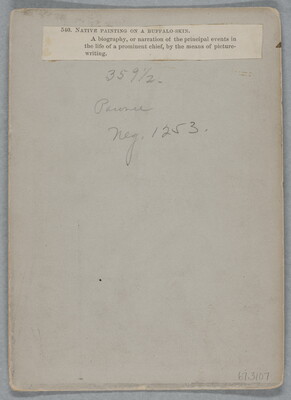 540. NATIVE PAINTING ON A BUFFALO-SKIN.
A biography, or narration of the principal events in
the life of a prominent chief, by the means of picture-
writing.
359½.
Pawnee
Neg. 1253.